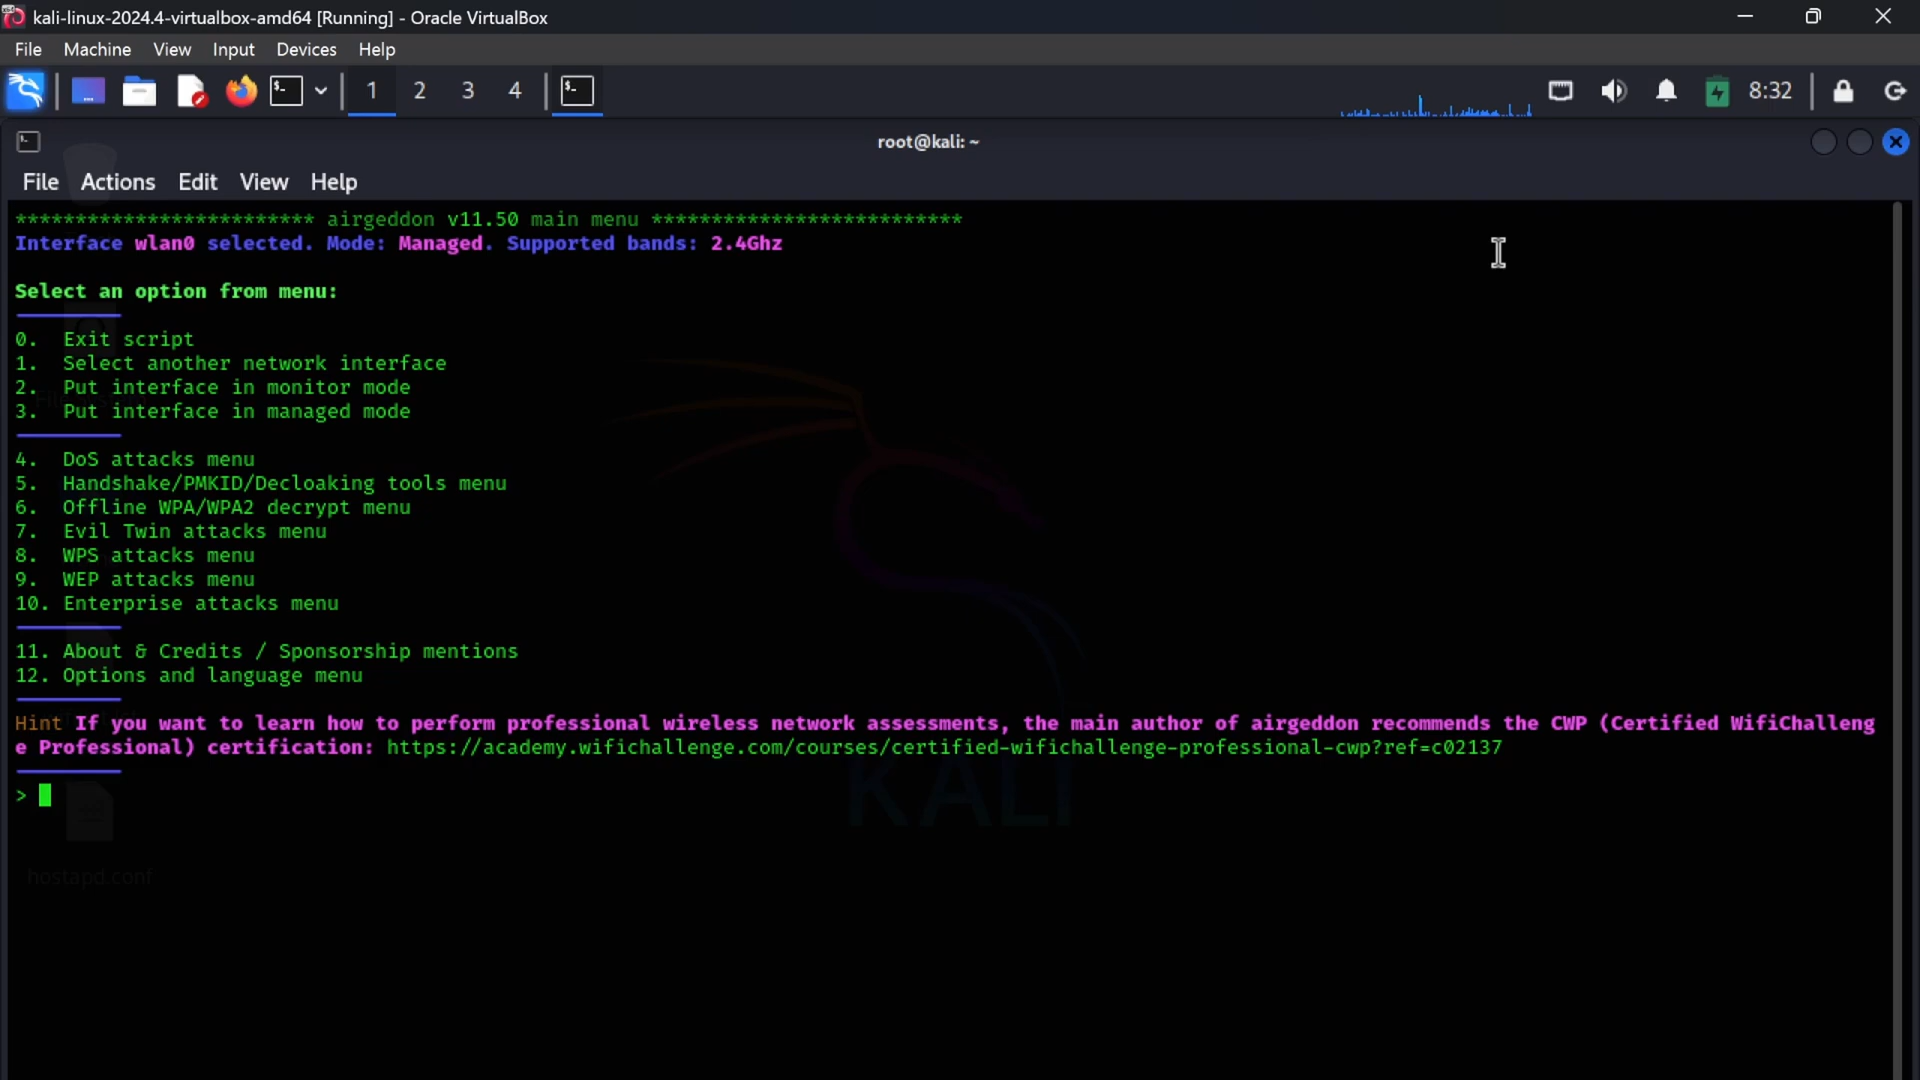 kali-linux-2024.4-virtualbox-amd64 [Running] - Oracle VirtualBox
File Machine View Input Devices Help
1 2 3 4 8:32
root@kali: ~
File Actions Edit View Help
************************** airgeddon v11.50 main menu **************************
Interface wlan0 selected. Mode: Managed. Supported bands: 2.4Ghz
Select an option from menu:
0. Exit script
1. Select another network interface
2. Put interface in monitor mode
3. Put interface in managed mode
4. DoS attacks menu
5. Handshake/PMKID/Decloaking tools menu
6. Offline WPA/WPA2 decrypt menu
7. Evil Twin attacks menu
8. WPS attacks menu
9. WEP attacks menu
10. Enterprise attacks menu
11. About & Credits / Sponsorship mentions
12. Options and language menu
Hint If you want to learn how to perform professional wireless network assessments, the main author of airgeddon recommends the CWP (Certified WifiChalleng
e Professional) certification: https://academy.wifichallenge.com/courses/certified-wifichallenge-professional-cwp?ref=c02137
>
KALI
hostapd.conf